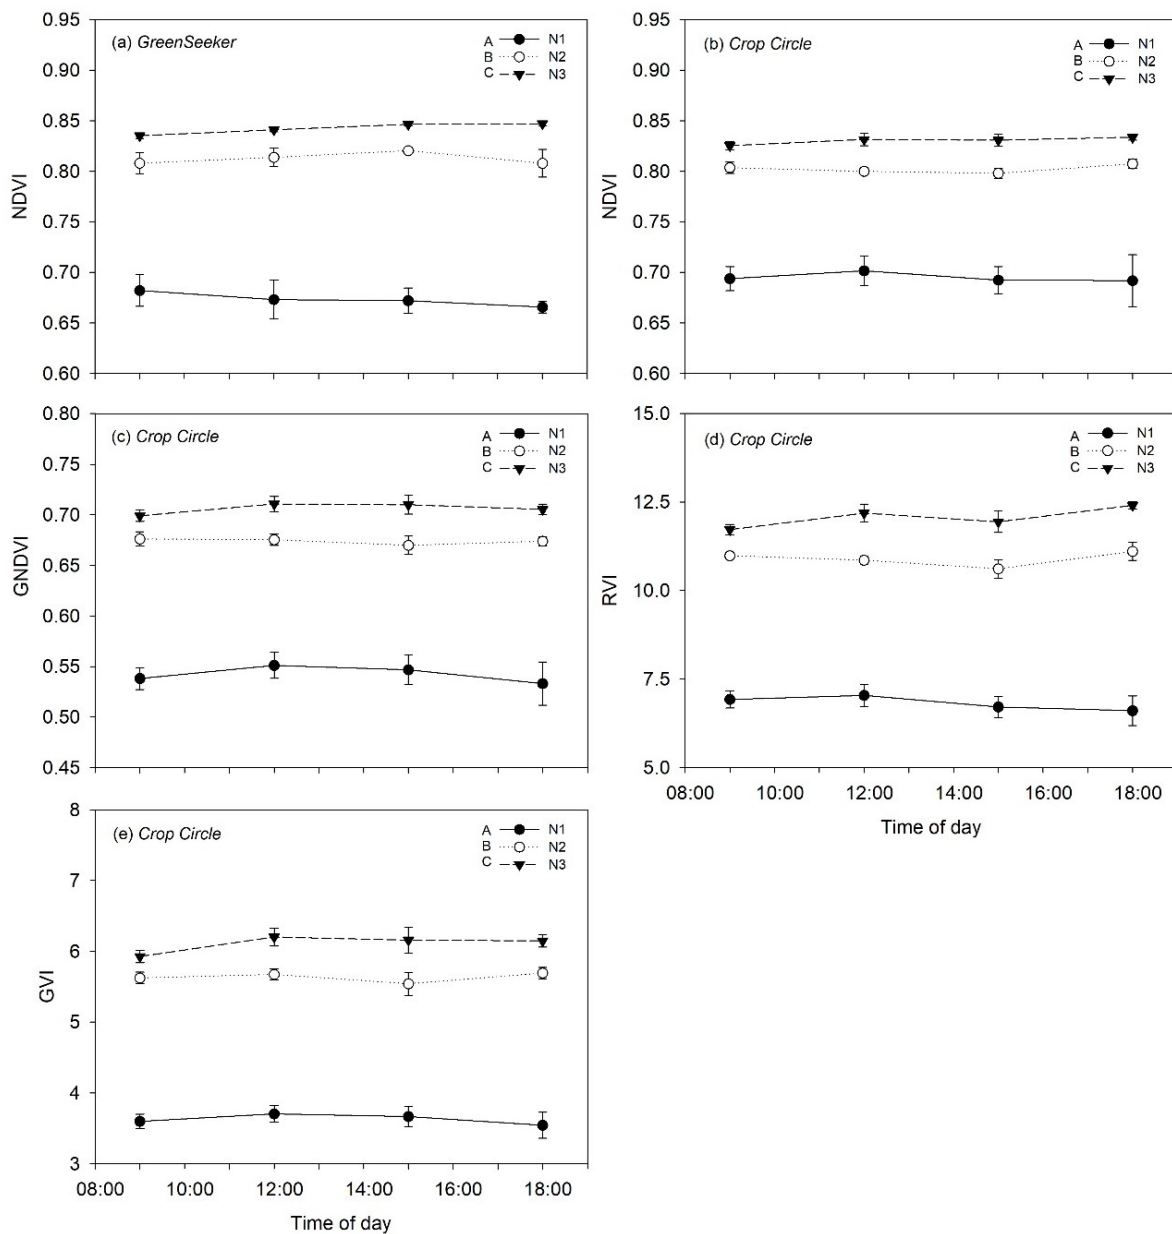 (a) GreenSeeker
A N1
B N2
C N3
0.95
0.90
0.85
0.80
0.75
0.70
0.65
0.60
NDVI
(b) Crop Circle
A N1
B N2
C N3
0.95
0.90
0.85
0.80
0.75
0.70
0.65
0.60
NDVI
(c) Crop Circle
A N1
B N2
C N3
0.80
0.75
0.70
0.65
0.60
0.55
0.50
0.45
GNDVI
(d) Crop Circle
A N1
B N2
C N3
15.0
12.5
10.0
7.5
5.0
RVI
08:00 10:00 12:00 14:00 16:00 18:00
Time of day
(e) Crop Circle
A N1
B N2
C N3
8
7
6
5
4
3
GVI
08:00 10:00 12:00 14:00 16:00 18:00
Time of day